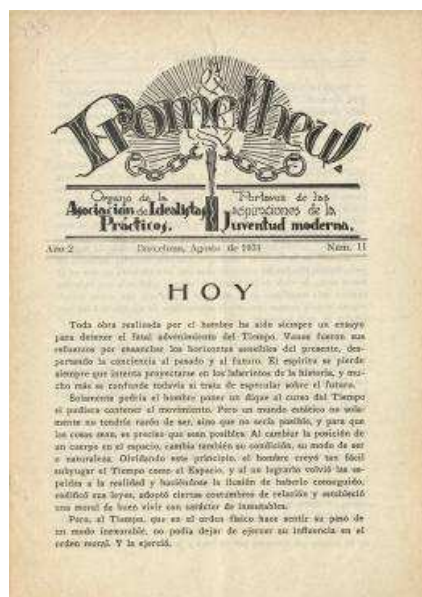 Prometheus
Organo de la
Asociación de Idealistas
Prácticos.
Portavoz de las
aspiraciones de la
Juventud moderna.
Año 2
Barcelona, Agosto de 1931
Núm. 11
HOY
Toda obra realizada por el hombre ha sido siempre un ensayo
para detener el fatal advenimiento del Tiempo. Vanos fueron sus
esfuerzos por ensanchar los horizontes sensibles del presente, des-
pertando la conciencia al pasado y al futuro. El espíritu se pierde
siempre que intenta proyectarse en los laberintos de la historia, y mu-
cho más se confunde todavía si trata de especular sobre el futuro.
Solamente podría el hombre poner un dique al curso del Tiempo
si pudiera contener el movimiento. Pero un mundo estático no sola-
mente no tendría razón de ser, sino que no sería posible, y para que
las cosas sean, es preciso que sean posibles. Al cambiar la posición de
un cuerpo en el espacio, cambia también su condición, su modo de ser
o naturaleza. Olvidando este principio, el hombre creyó tan fácil
subyugar el Tiempo como el Espacio, y al no lograrlo volvió las es-
paldas a la realidad y haciéndose la ilusión de haberlo conseguido,
codificó sus leyes, adoptó ciertas costumbres de relación y estableció
una moral de buen vivir con carácter de inmutables.
Pero, al Tiempo, que en el orden físico hace sentir su paso de
un modo inexorable, no podía dejar de ejercer su influencia en el
orden moral. Y la ejerció.